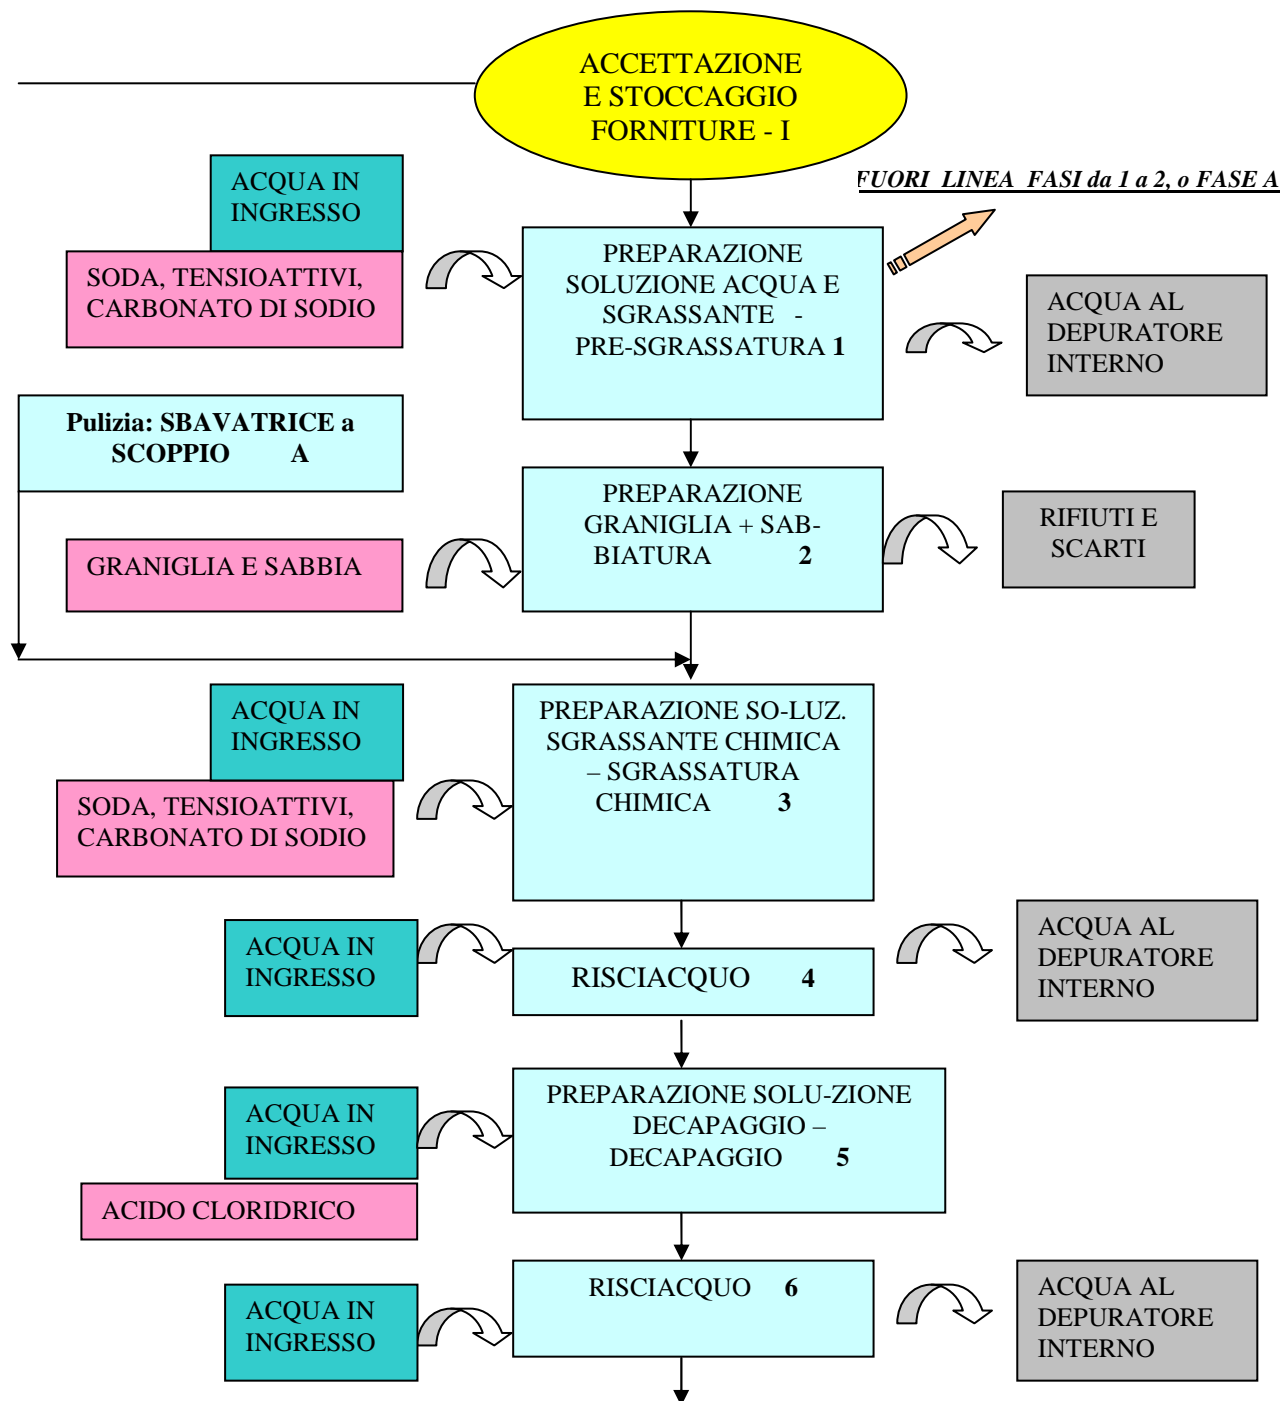 ACCETTAZIONE
E STOCCAGGIO
FORNITURE - I
FUORI LINEA FASI da 1 a 2, o FASE A
ACQUA IN
INGRESSO
SODA, TENSIOATTIVI,
CARBONATO DI SODIO
PREPARAZIONE
SOLUZIONE ACQUA E
SGRASSANTE -
PRE-SGRASSATURA 1
ACQUA AL
DEPURATORE
INTERNO
Pulizia: SBAVATRICE a
SCOPPIO A
GRANIGLIA E SABBIA
PREPARAZIONE
GRANIGLIA + SAB-
BIATURA 2
RIFIUTI E
SCARTI
ACQUA IN
INGRESSO
SODA, TENSIOATTIVI,
CARBONATO DI SODIO
PREPARAZIONE SO-LUZ.
SGRASSANTE CHIMICA
– SGRASSATURA
CHIMICA 3
ACQUA IN
INGRESSO
RISCIACQUO 4
ACQUA AL
DEPURATORE
INTERNO
ACQUA IN
INGRESSO
ACIDO CLORIDRICO
PREPARAZIONE SOLU-ZIONE
DECAPAGGIO –
DECAPAGGIO 5
ACQUA IN
INGRESSO
RISCIACQUO 6
ACQUA AL
DEPURATORE
INTERNO